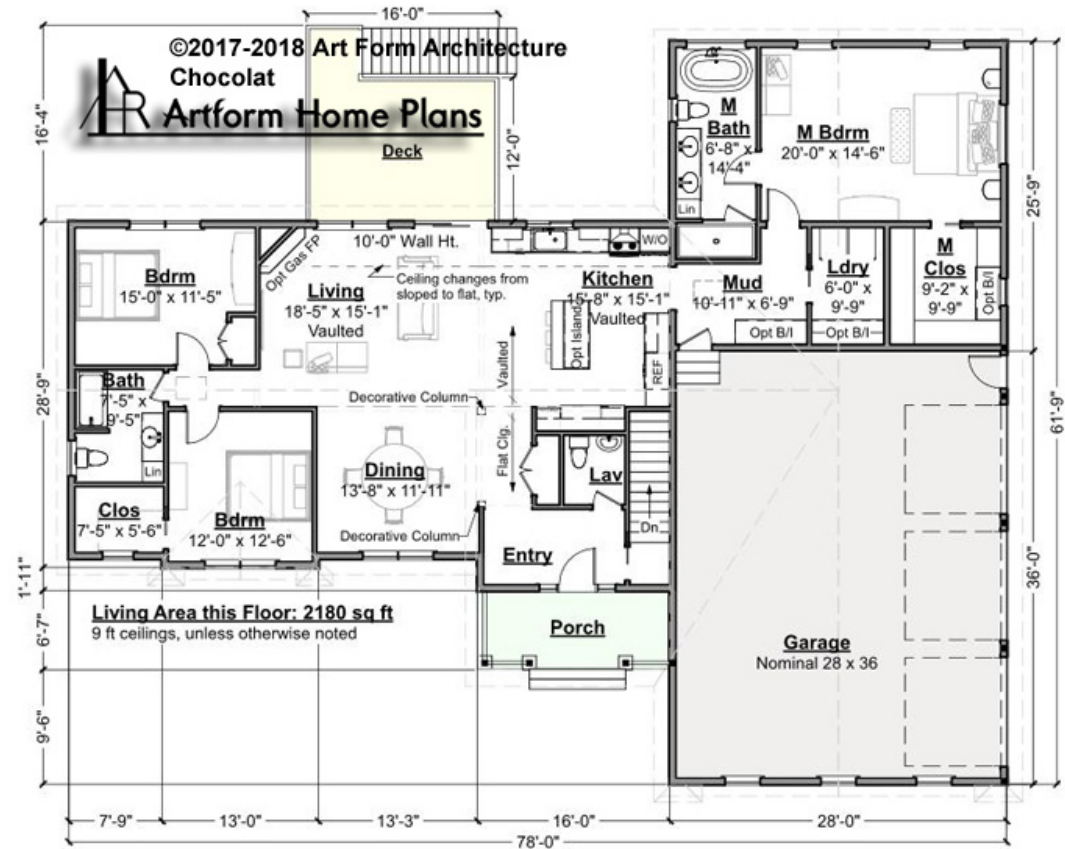 16'-0"
©2017-2018 Art Form Architecture
Chocolat
AFR
Artform Home Plans
16'-4"
Deck
12'-0"
M
Bath
6'-8" x
14'-4"
Lin
M Bdrm
20'-0" x 14'-6"
25'-9"
Bdrm
15'-0" x 11'-5"
Opt Gas FP
10'-0" Wall Ht.
Ceiling changes from
sloped to flat, typ.
Living
18'-5" x 15'-1"
Vaulted
W/O
Kitchen
15'-8" x 15'-1"
Vaulted
Opt Island
REF
Mud
10'-11" x 6'-9"
Opt B/I
Ldry
6'-0" x
9'-9"
Opt B/I
M
Clos
9'-2" x
9'-9"
Opt B/I
28'-9"
Bath
7'-5" x
9'-5"
Lin
Decorative Column
Vaulted
Flat Clg.
61'-9"
Clos
7'-5" x 5'-6"
Bdrm
12'-0" x 12'-6"
Dining
13'-8" x 11'-11"
Decorative Column
Lav
Dn
Entry
36'-0"
1'-11"
Living Area this Floor: 2180 sq ft
9 ft ceilings, unless otherwise noted
6'-7"
Porch
Garage
Nominal 28 x 36
9'-6"
7'-9"
13'-0"
13'-3"
16'-0"
28'-0"
78'-0"